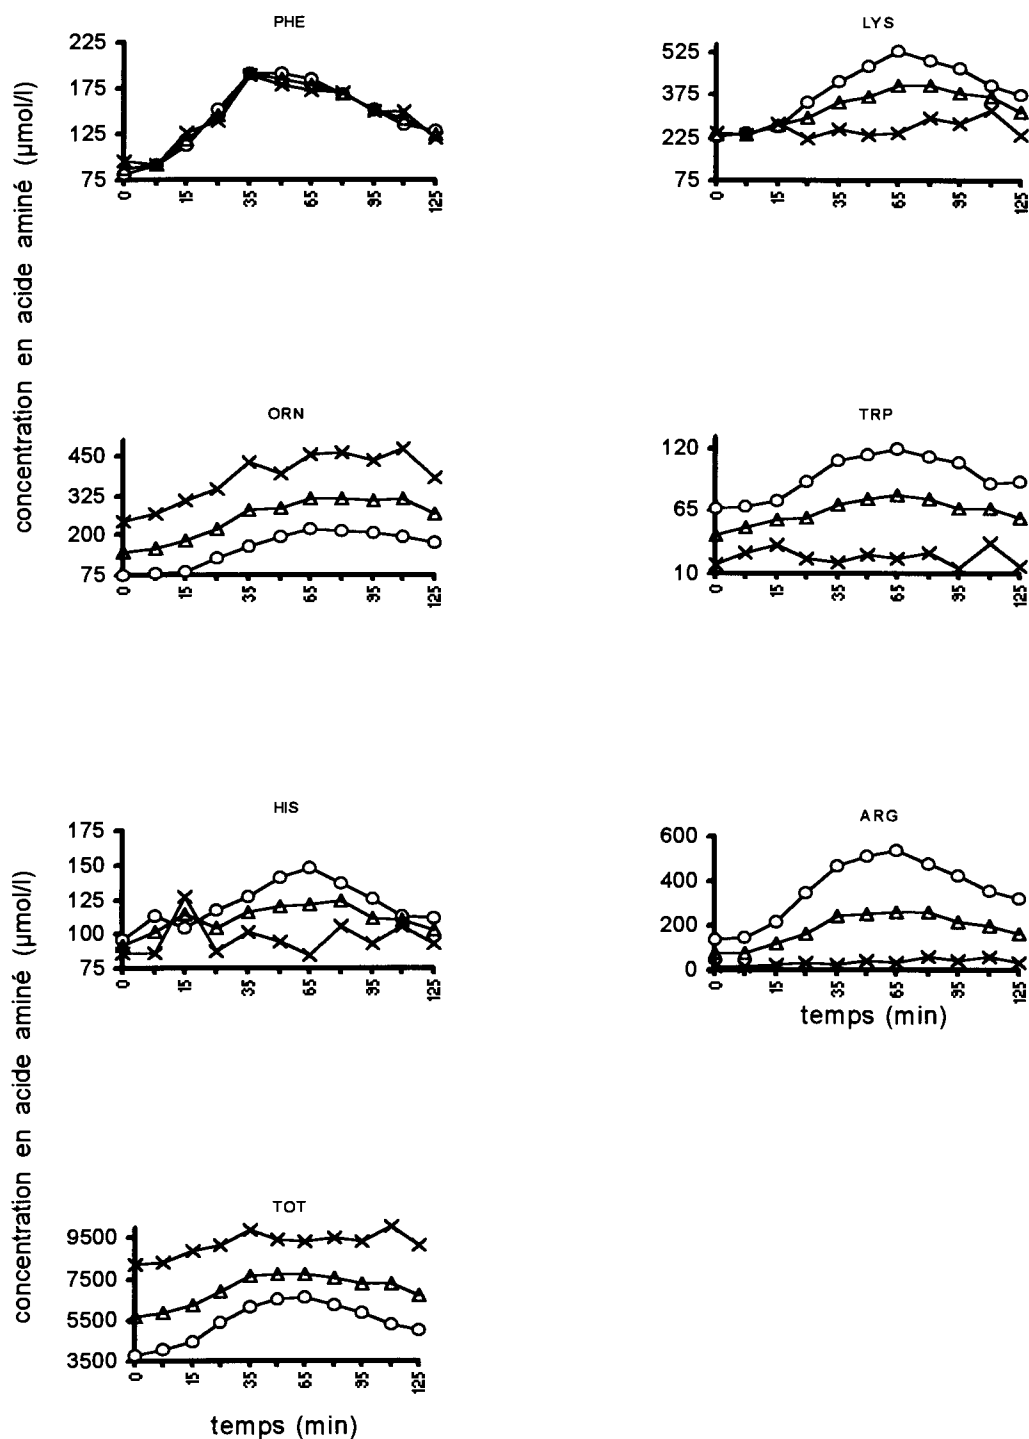 concentration en acide aminé (µmol/l)
PHE
225
175
125
75
0 15 35 65 95 125
LYS
525
375
225
75
0 15 35 65 95 125
ORN
450
325
200
75
0 15 35 65 95 125
TRP
120
65
10
0 15 35 65 95 125
concentration en acide aminé (µmol/l)
HIS
175
150
125
100
75
0 15 35 65 95 125
ARG
600
400
200
0
0 15 35 65 95 125
temps (min)
TOT
9500
7500
5500
3500
0 15 35 65 95 125
temps (min)